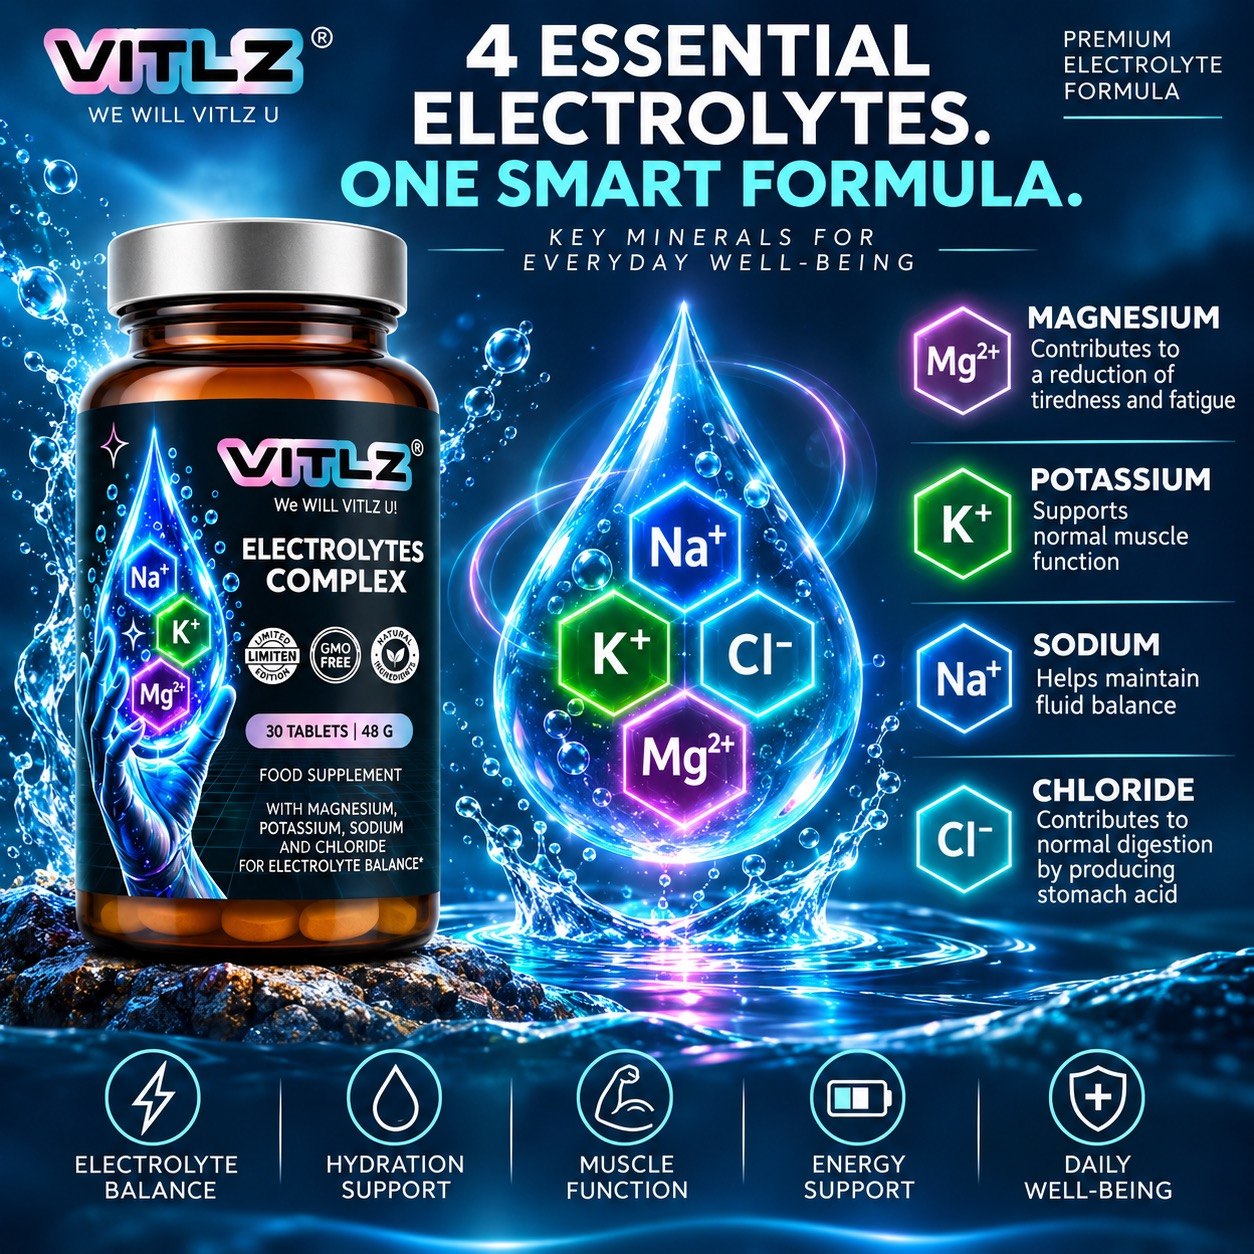 VITLZ®
WE WILL VITLZ U
4 ESSENTIAL
ELECTROLYTES.
ONE SMART FORMULA.
KEY MINERALS FOR
EVERYDAY WELL-BEING
PREMIUM
ELECTROLYTE
FORMULA
VITLZ®
We WILL VITLZ U!
ELECTROLYTES
COMPLEX
Na⁺
K⁺
Mg²⁺
LIMITED
LIMITEN
EDITION
GMO
FREE
NATURAL
INGREDIENTS
30 TABLETS | 48 G
FOOD SUPPLEMENT
WITH MAGNESIUM,
POTASSIUM, SODIUM
AND CHLORIDE
FOR ELECTROLYTE BALANCE*
Na⁺
K⁺
Cl⁻
Mg²⁺
Mg²⁺
MAGNESIUM
Contributes to
a reduction of
tiredness and fatigue
K⁺
POTASSIUM
Supports
normal muscle
function
Na⁺
SODIUM
Helps maintain
fluid balance
Cl⁻
CHLORIDE
Contributes to
normal digestion
by producing
stomach acid
ELECTROLYTE
BALANCE
HYDRATION
SUPPORT
MUSCLE
FUNCTION
ENERGY
SUPPORT
DAILY
WELL-BEING